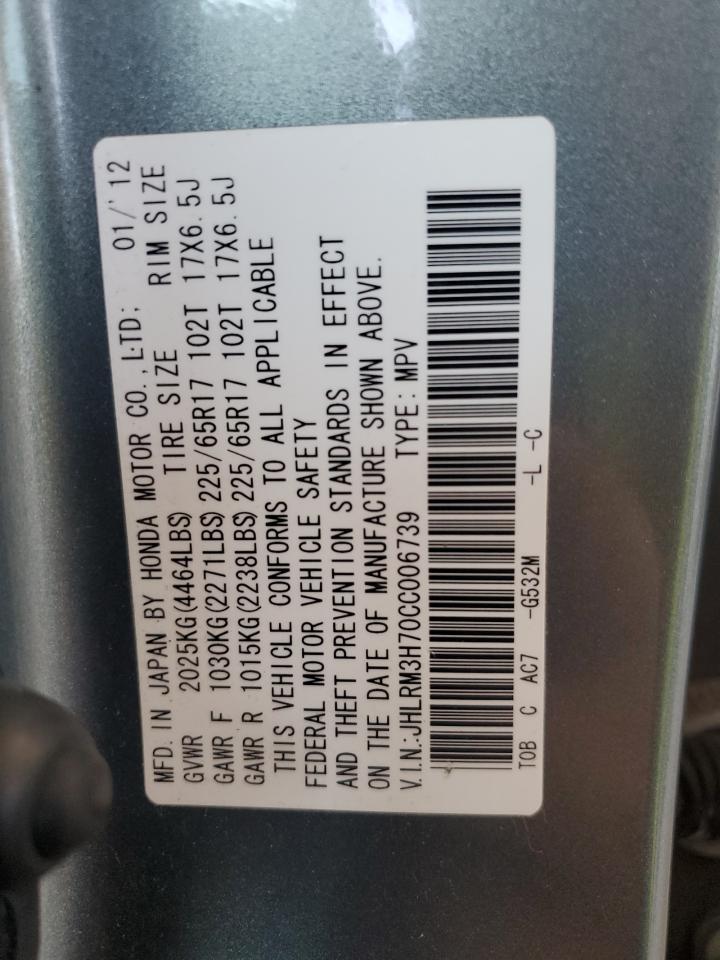 MFD. IN JAPAN BY HONDA MOTOR CO., LTD: 01/'12
GVWR 2025KG(4464LBS) TIRE SIZE RIM SIZE
GAWR F 1030KG(2271LBS) 225/65R17 102T 17X6.5J
GAWR R 1015KG(2238LBS) 225/65R17 102T 17X6.5J
THIS VEHICLE CONFORMS TO ALL APPLICABLE
FEDERAL MOTOR VEHICLE SAFETY
AND THEFT PREVENTION STANDARDS IN EFFECT
ON THE DATE OF MANUFACTURE SHOWN ABOVE.
V.I.N:JHLRM3H70CC006739 TYPE: MPV
TOB C AC7 -G532M -L -C